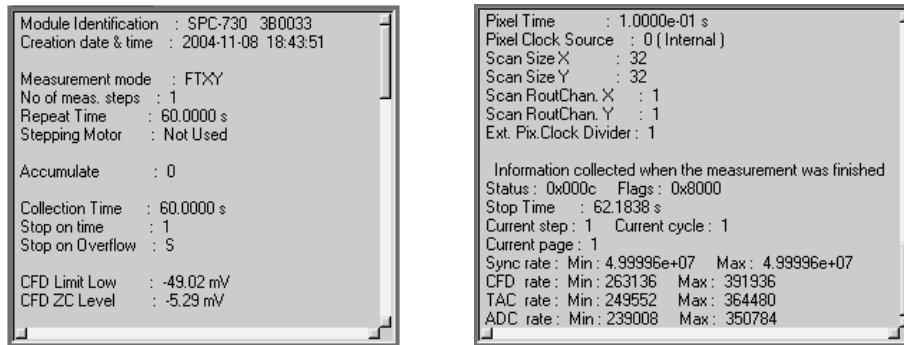 Module Identification : SPC-730 3B0033
Creation date & time : 2004-11-08 18:43:51
Measurement mode : FTXY
No of meas. steps : 1
Repeat Time : 60.0000 s
Stepping Motor : Not Used
Accumulate : 0
Collection Time : 60.0000 s
Stop on time : 1
Stop on Overflow : S
CFD Limit Low : -49.02 mV
CFD ZC Level : -5.29 mV
Pixel Time : 1.0000e-01 s
Pixel Clock Source : 0 ( Internal )
Scan Size X : 32
Scan Size Y : 32
Scan RoutChan. X : 1
Scan RoutChan. Y : 1
Ext. Pix.Clock Divider : 1
Information collected when the measurement was finished
Status : 0x000c Flags : 0x8000
Stop Time : 62.1838 s
Current step : 1 Current cycle : 1
Current page : 1
Sync rate : Min : 4.99996e+07 Max : 4.99996e+07
CFD rate : Min : 263136 Max : 391936
TAC rate : Min : 249552 Max : 364480
ADC rate : Min : 239008 Max : 350784